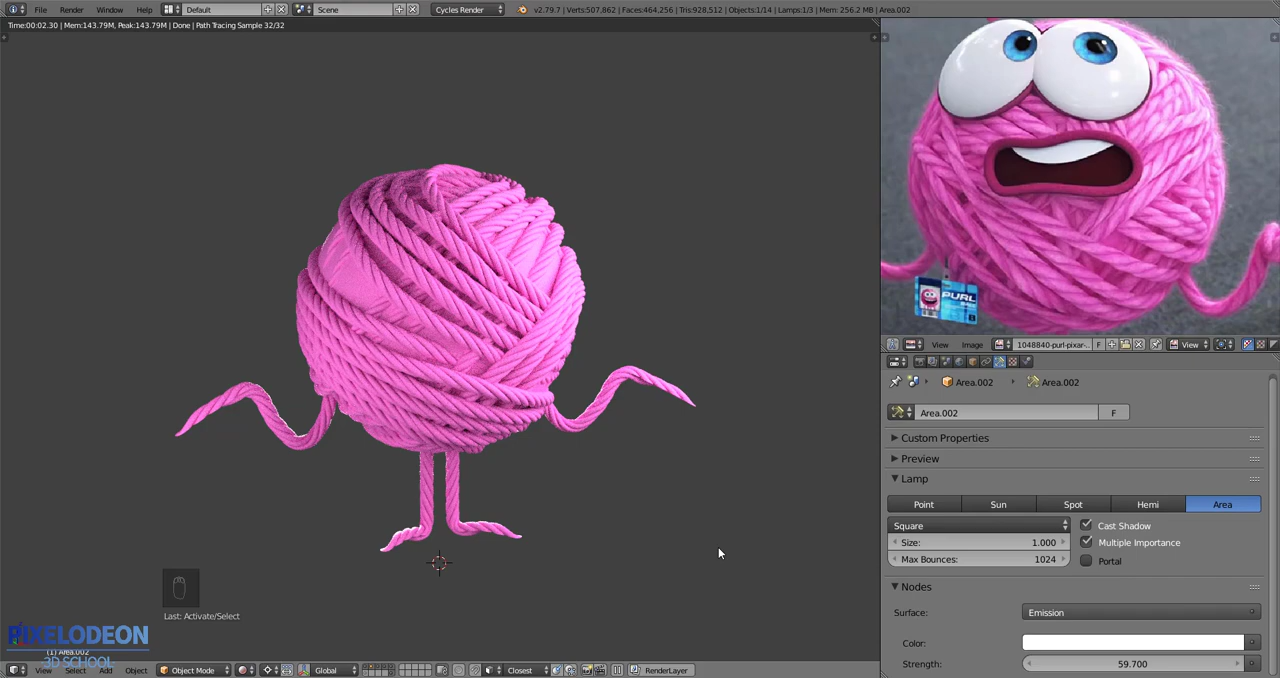 File Render Window Help Default Scene Cycles Render v2.79.7 | Verts:507,862 | Faces:464,256 | Tris:928,512 | Objects:1/14 | Lamps:1/3 | Mem: 256.2 MB | Area.002
Time:00:02.30 | Mem:143.79M, Peak:143.79M | Done | Path Tracing Sample 32/32
PURL
View Image 1048840-purl-pixar-.. F View
Area.002 Area.002
Area.002 F
Custom Properties
Preview
Lamp
Point Sun Spot Hemi Area
Square Cast Shadow
Size: 1.000 Multiple Importance
Max Bounces: 1024 Portal
Nodes
Surface: Emission
Color:
Strength: 59.700
Last: Activate/Select
PIXELODEON
3D SCHOOL
(1) Area.002
View Select Add Object Object Mode Global Closest RenderLayer